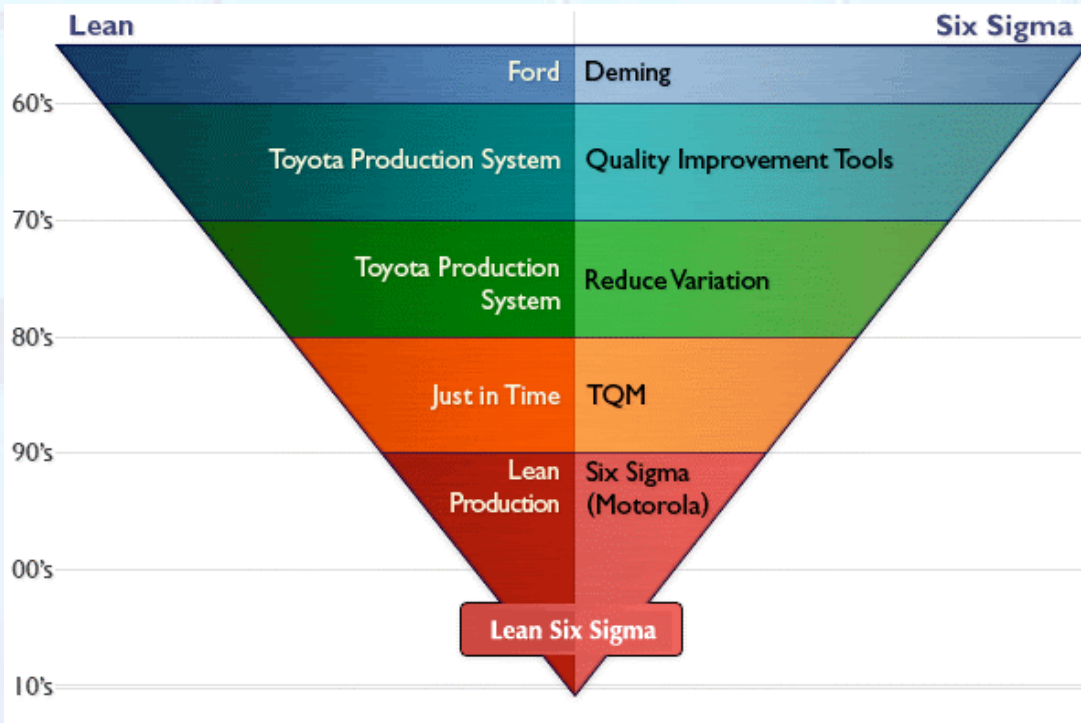 Lean Six Sigma
Ford Deming
60's
Toyota Production System Quality Improvement Tools
70's
Toyota Production
System
Reduce Variation
80's
Just in Time TQM
90's
Lean
Production
Six Sigma
(Motorola)
00's
Lean Six Sigma
10's